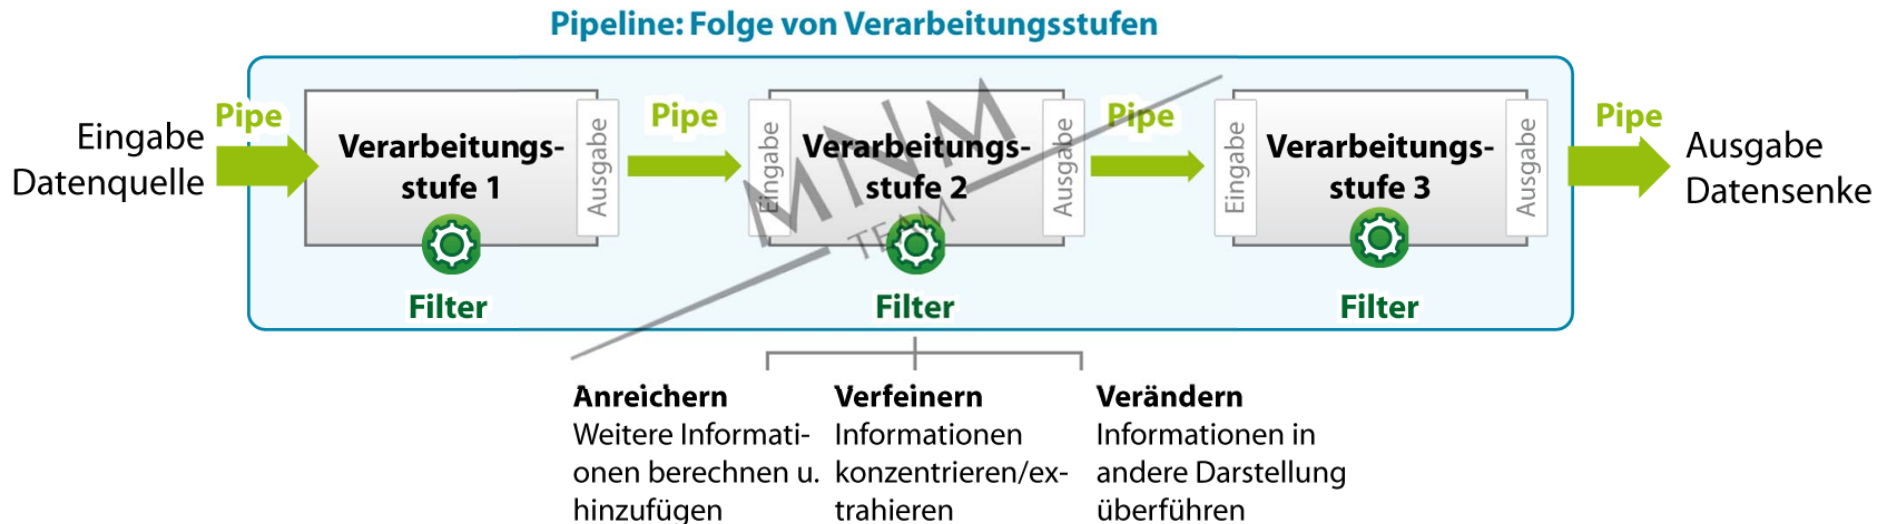 Pipeline: Folge von Verarbeitungsstufen
Eingabe
Datenquelle
Pipe
Verarbeitungs-
stufe 1
Ausgabe
Filter
Pipe
Eingabe
Verarbeitungs-
stufe 2
Ausgabe
Filter
Pipe
Eingabe
Verarbeitungs-
stufe 3
Ausgabe
Filter
Pipe
Ausgabe
Datensenke
MNM
TEAM
Anreichern
Weitere Informati-
onen berechnen u.
hinzufügen
Verfeinern
Informationen
konzentrieren/ex-
trahieren
Verändern
Informationen in
andere Darstellung
überführen